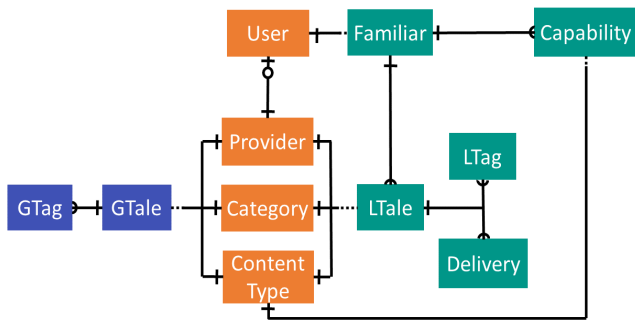 User
Familiar
Capability
Provider
LTag
GTag
GTale
Category
LTale
Content
Type
Delivery